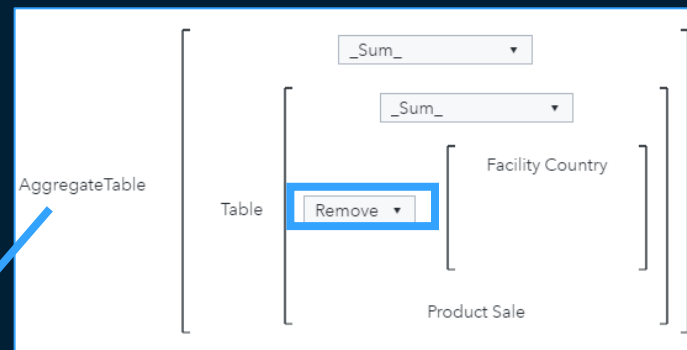 _Sum_
_Sum_
Facility Country
AggregateTable
Table
Remove
Product Sale